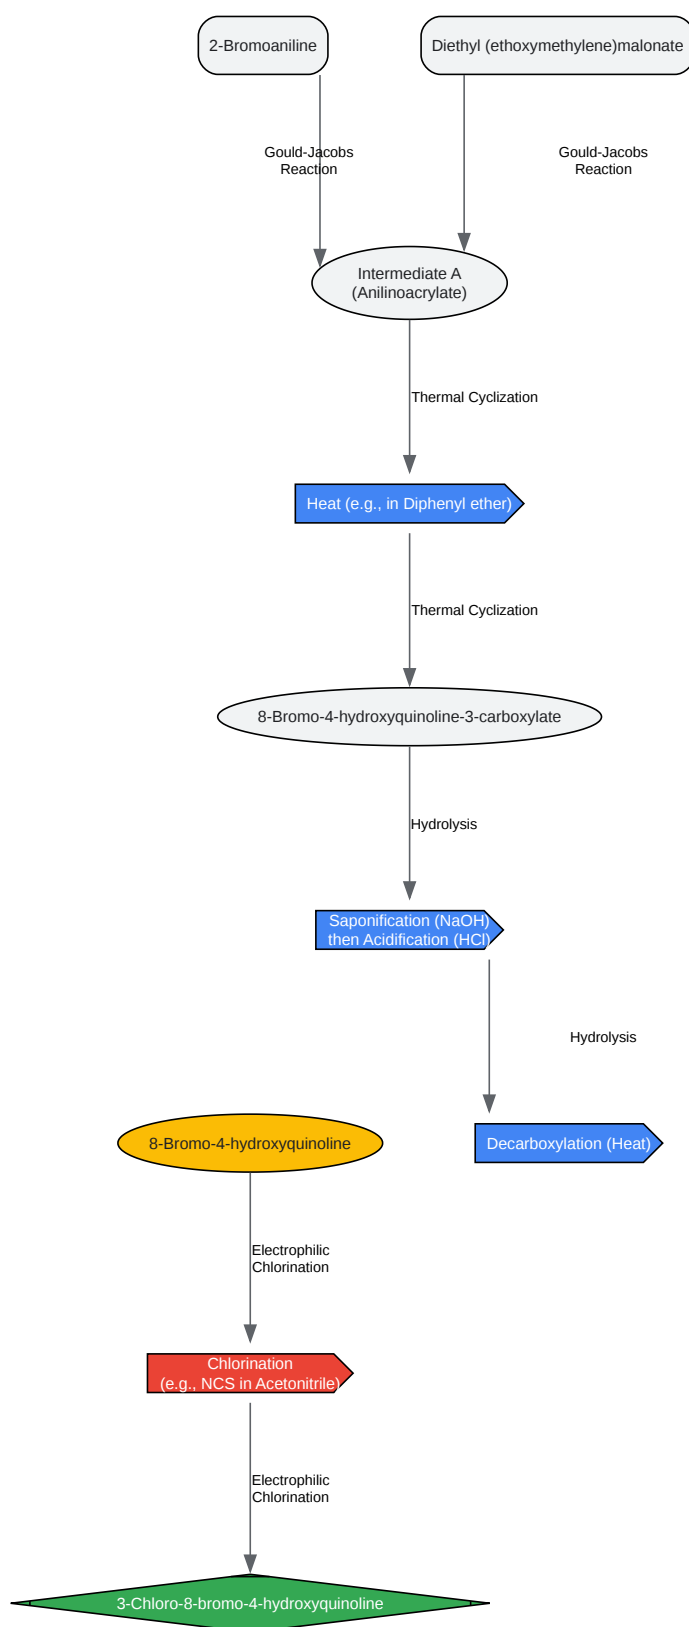 2-Bromoaniline
Diethyl (ethoxymethylene)malonate
Gould-Jacobs
Reaction
Gould-Jacobs
Reaction
Intermediate A
(Anilinoacrylate)
Thermal Cyclization
Heat (e.g., in Diphenyl ether)
Thermal Cyclization
8-Bromo-4-hydroxyquinoline-3-carboxylate
Hydrolysis
Saponification (NaOH)
then Acidification (HCl)
Hydrolysis
8-Bromo-4-hydroxyquinoline
Decarboxylation (Heat)
Electrophilic
Chlorination
Chlorination
(e.g., NCS in Acetonitrile)
Electrophilic
Chlorination
3-Chloro-8-bromo-4-hydroxyquinoline